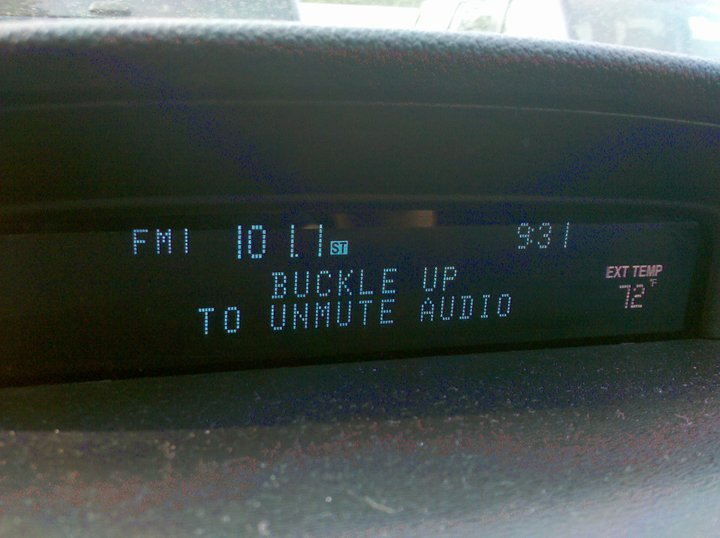 FM1 101.1 ST 9:31
BUCKLE UP
TO UNMUTE AUDIO
EXT TEMP
72°F